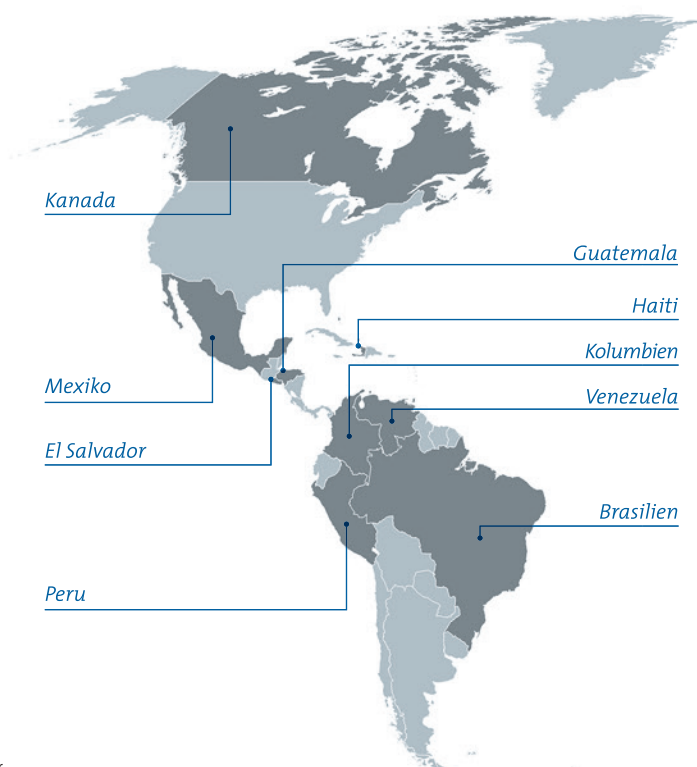 Kanada
Guatemala
Haiti
Kolumbien
Mexiko
Venezuela
El Salvador
Brasilien
Peru